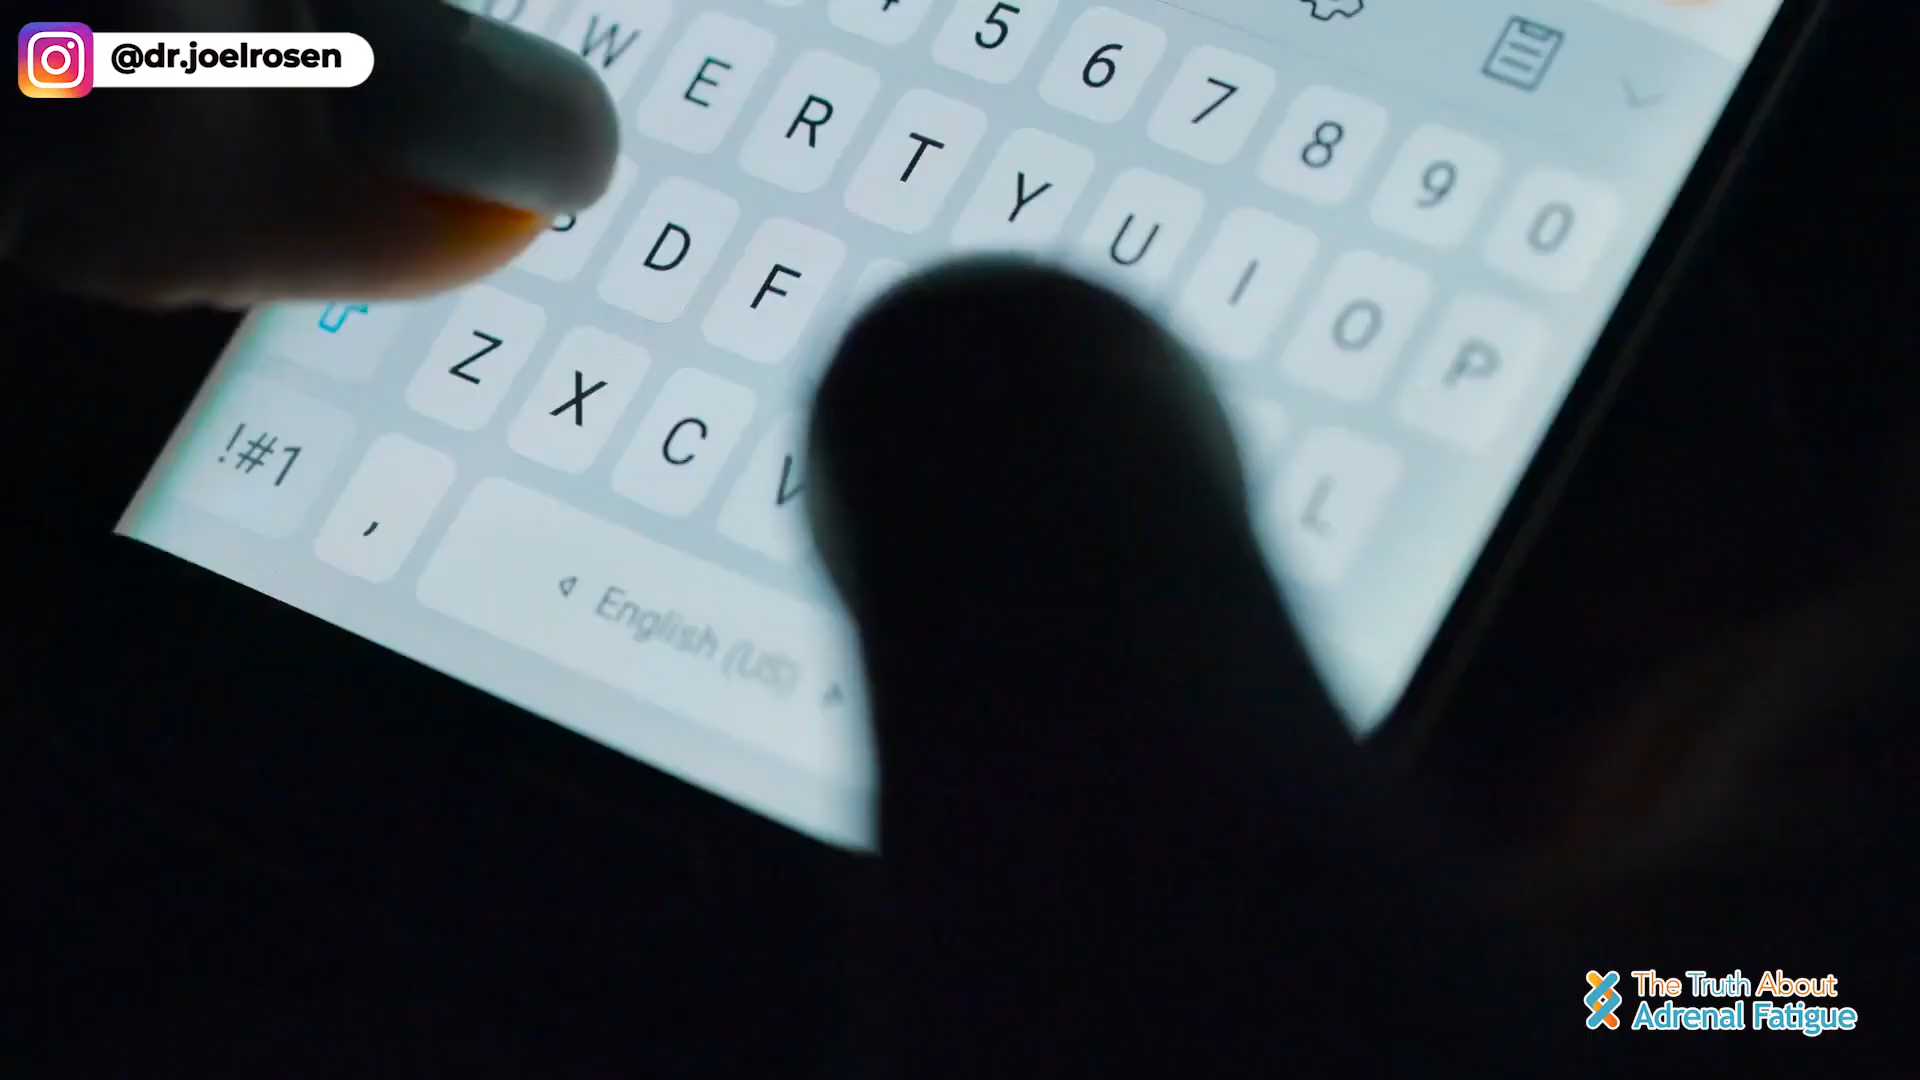 @dr.joelrosen
5 6 7 8 9 0
W E R T Y U I O P
D F L
Z X C V
!#1 , English (US)
The Truth About
Adrenal Fatigue